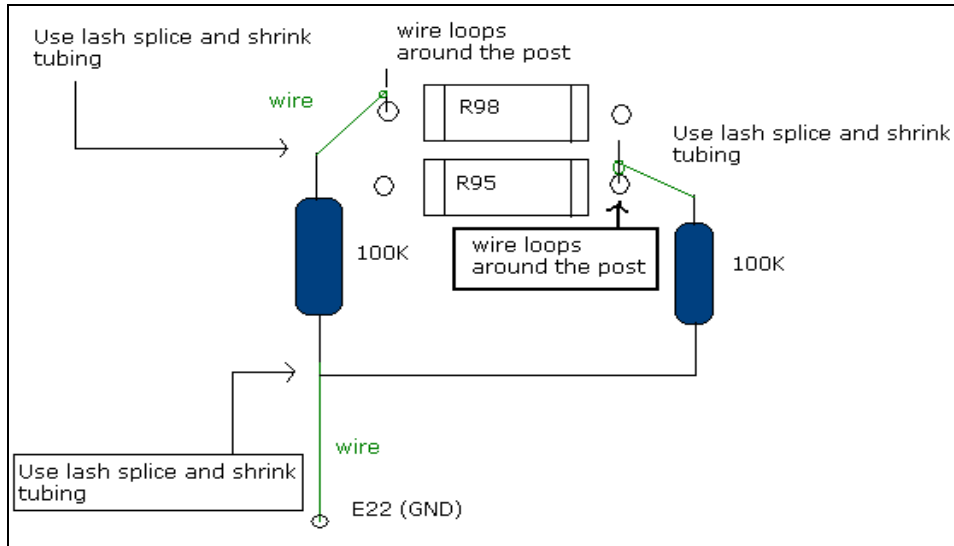 Use lash splice and shrink
tubing
wire loops
around the post
wire
R98
Use lash splice and shrink
tubing
R95
wire loops
around the post
100K
100K
wire
Use lash splice and shrink
tubing
E22 (GND)